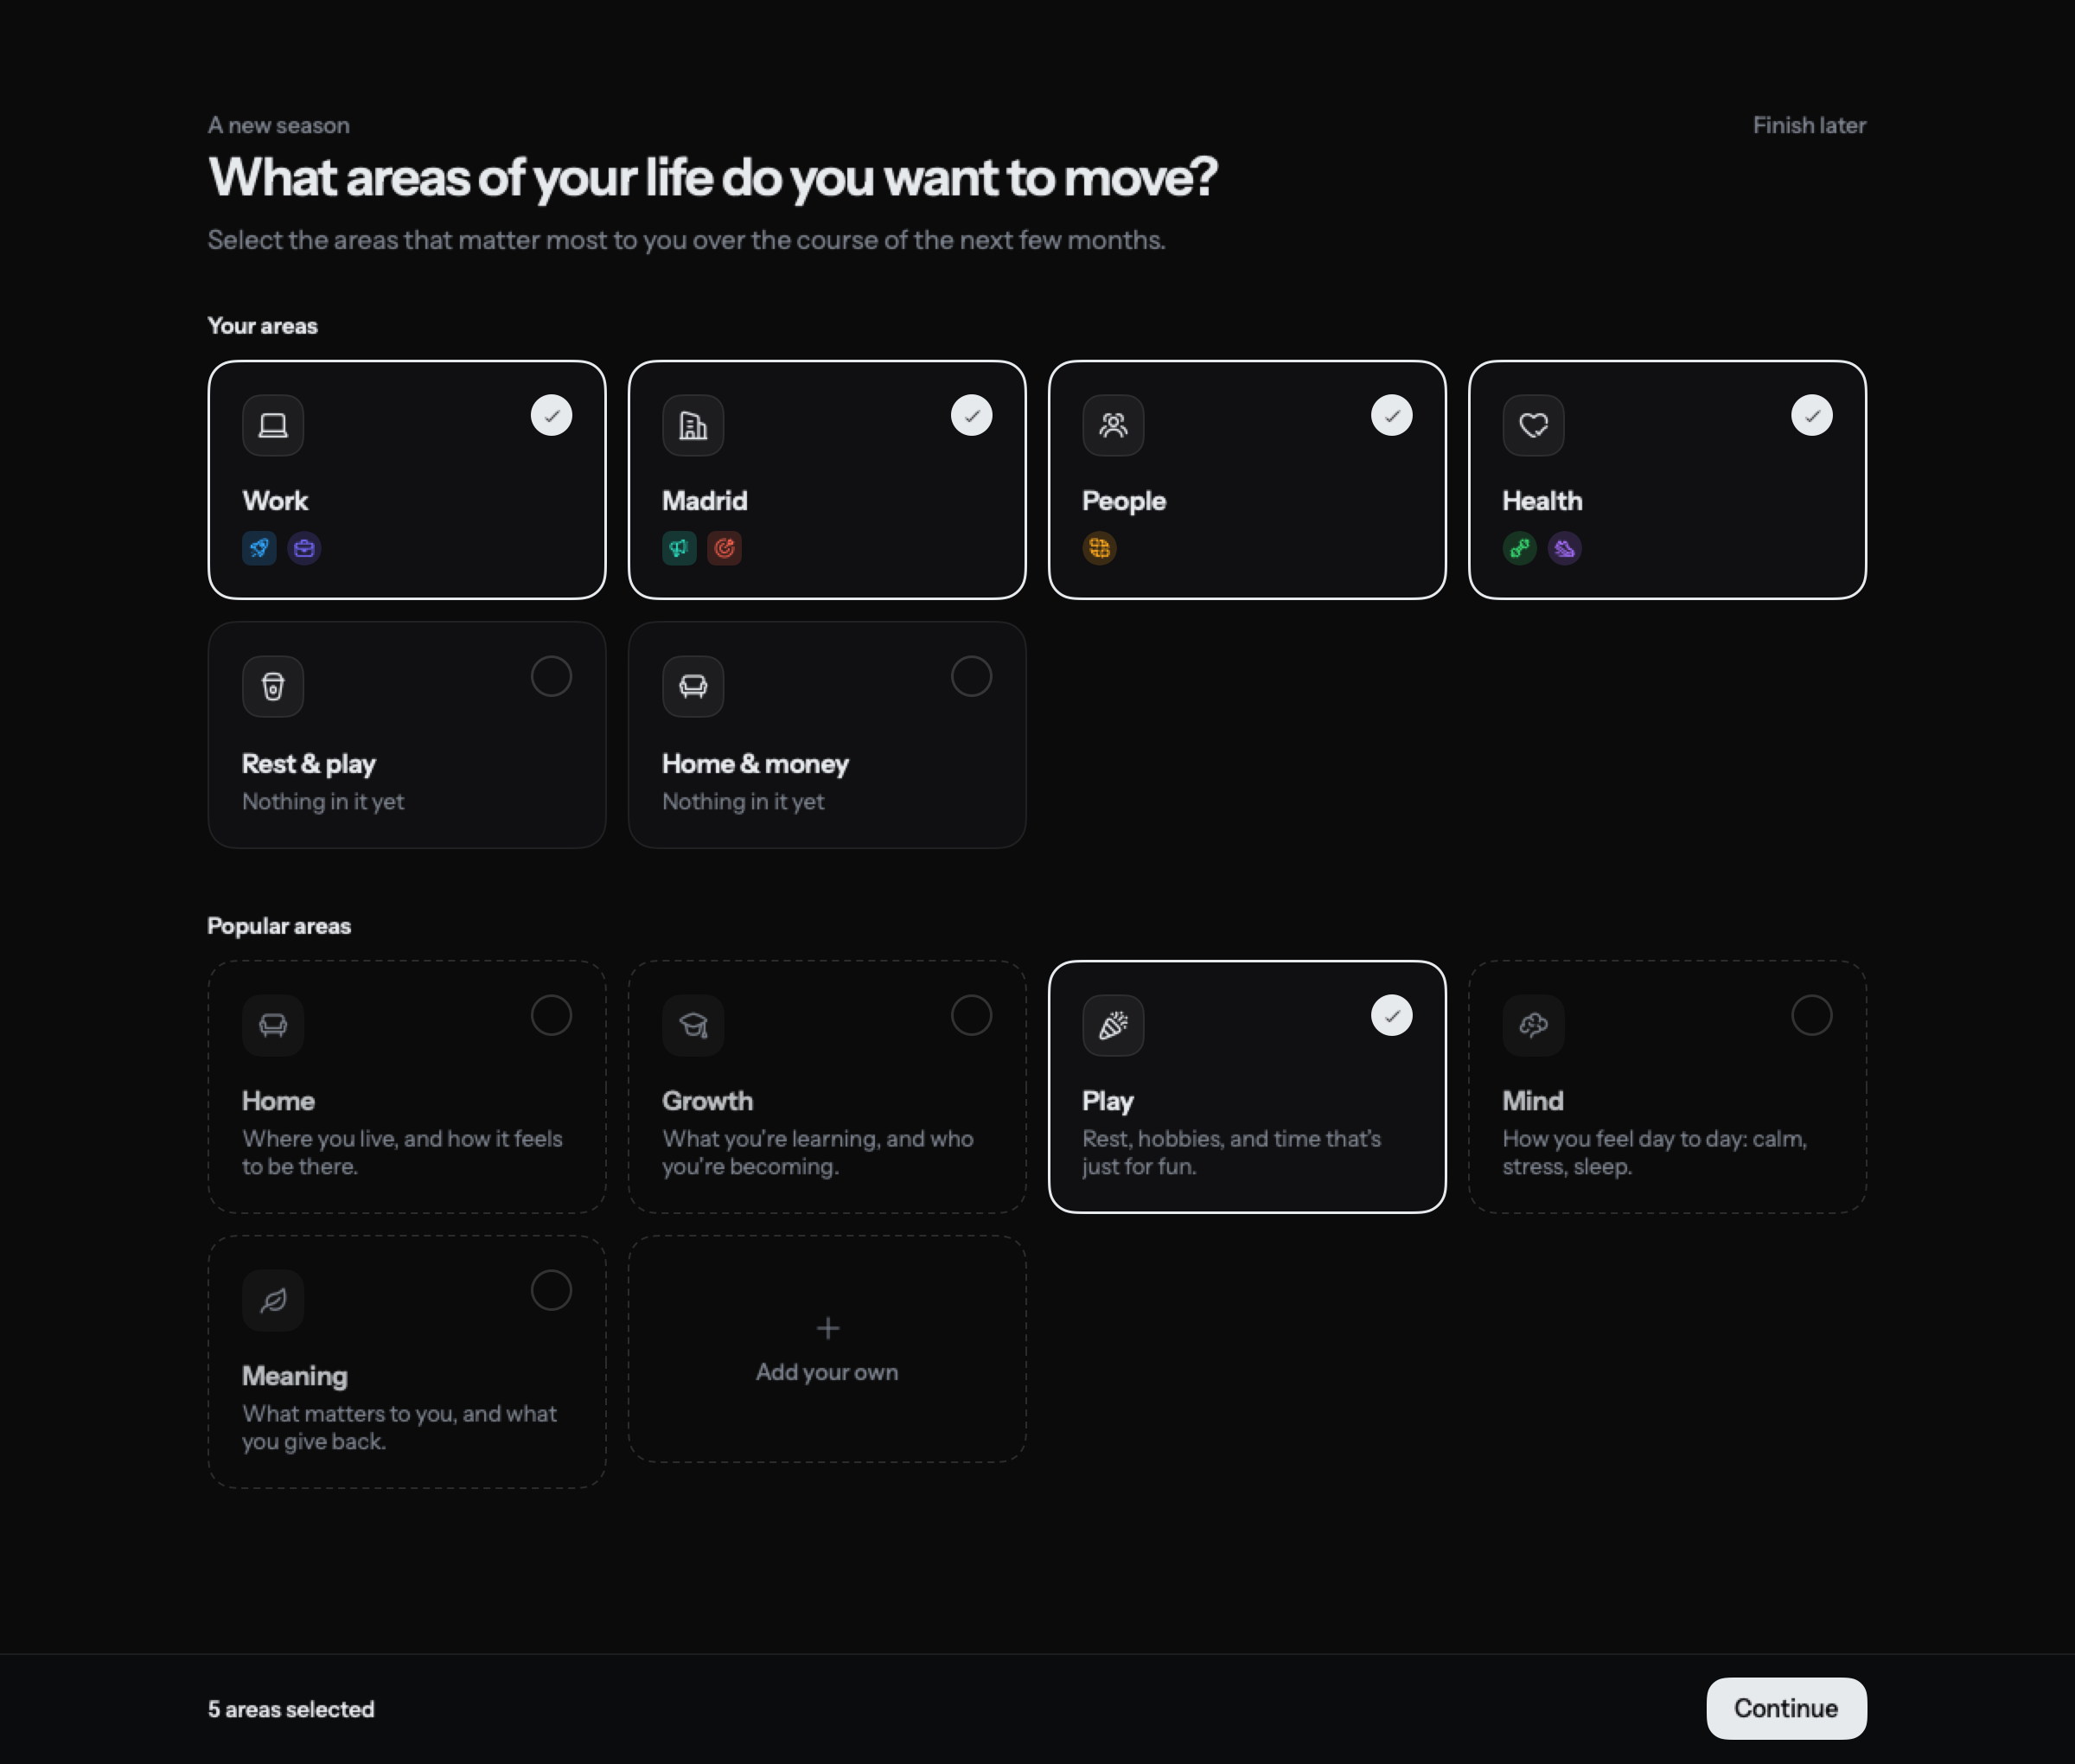 A new season
Finish later
What areas of your life do you want to move?
Select the areas that matter most to you over the course of the next few months.
Your areas
Work
Madrid
People
Health
Rest & play
Nothing in it yet
Home & money
Nothing in it yet
Popular areas
Home
Where you live, and how it feels
to be there.
Growth
What you're learning, and who
you're becoming.
Play
Rest, hobbies, and time that's
just for fun.
Mind
How you feel day to day: calm,
stress, sleep.
Meaning
What matters to you, and what
you give back.
Add your own
5 areas selected
Continue